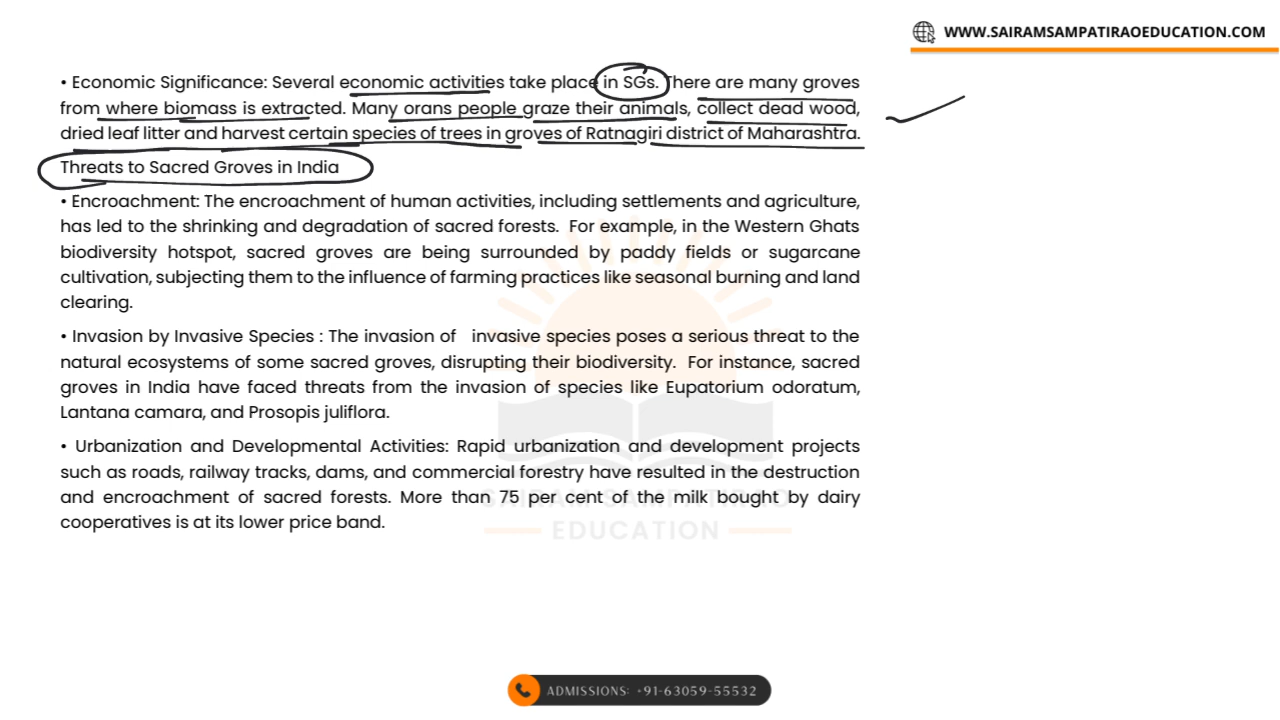 WWW.SAIRAMSAMPATIRAOEDUCATION.COM
• Economic Significance: Several economic activities take place in SGs. There are many groves
from where biomass is extracted. Many orans people graze their animals, collect dead wood,
dried leaf litter and harvest certain species of trees in groves of Ratnagiri district of Maharashtra.
Threats to Sacred Groves in India
• Encroachment: The encroachment of human activities, including settlements and agriculture,
has led to the shrinking and degradation of sacred forests. For example, in the Western Ghats
biodiversity hotspot, sacred groves are being surrounded by paddy fields or sugarcane
cultivation, subjecting them to the influence of farming practices like seasonal burning and land
clearing.
• Invasion by Invasive Species : The invasion of invasive species poses a serious threat to the
natural ecosystems of some sacred groves, disrupting their biodiversity. For instance, sacred
groves in India have faced threats from the invasion of species like Eupatorium odoratum,
Lantana camara, and Prosopis juliflora.
• Urbanization and Developmental Activities: Rapid urbanization and development projects
such as roads, railway tracks, dams, and commercial forestry have resulted in the destruction
and encroachment of sacred forests. More than 75 per cent of the milk bought by dairy
cooperatives is at its lower price band.
SAIRAM SAMPATIRAO
EDUCATION
ADMISSIONS: +91-63059-55532